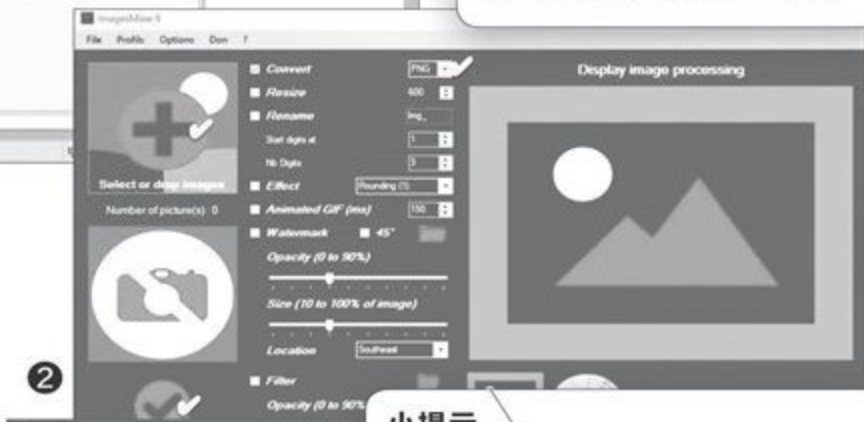 ImagesMixer 9
File Profils Options Don ?
Convert PNG
Resize 600
Rename img_
Start digits at 1
Nb Digits 3
Effect Rounding (1)
Animated GIF (ms) 150
Watermark 45°
Opacity (0 to 90%)
Size (10 to 100% of image)
Location Southeast
Filter
Opacity (0 to 90%
Select or drop images
Number of picture(s): 0
Display image processing
2
小提示